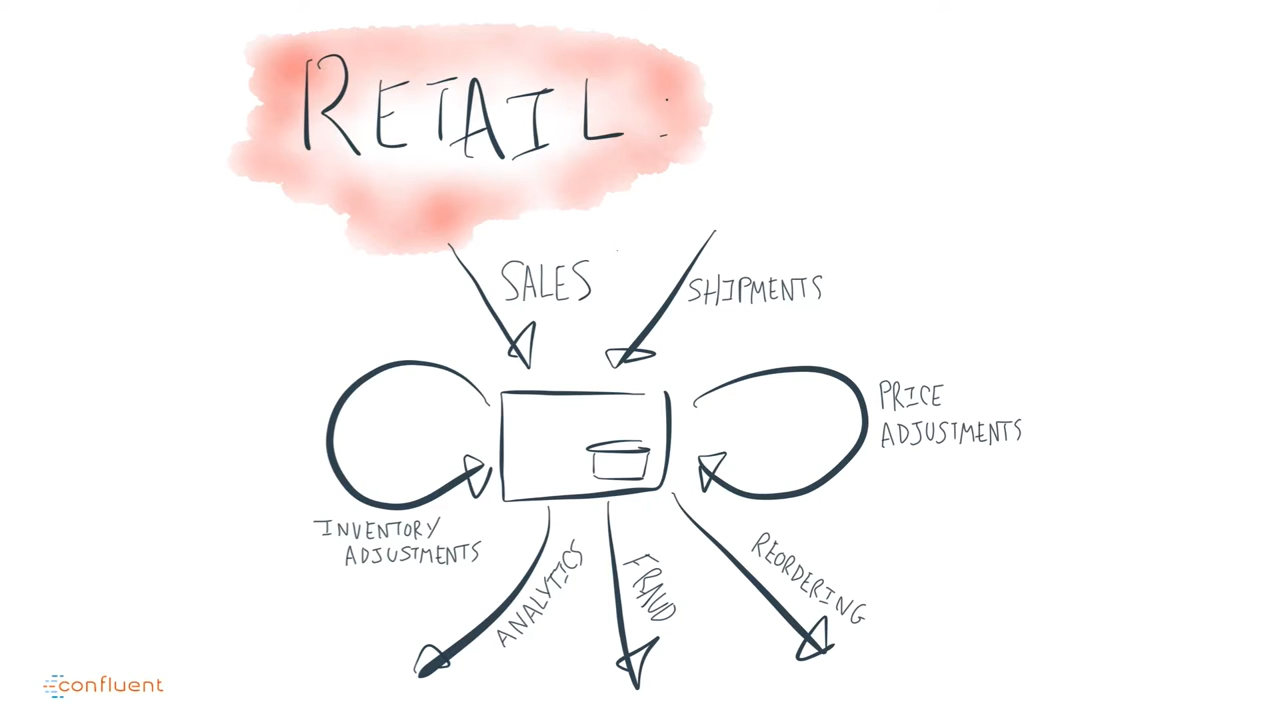 RETAIL:
SALES
SHIPMENTS
PRICE
ADJUSTMENTS
INVENTORY
ADJUSTMENTS
ANALYTICS
FRAUD
REORDERING
confluent